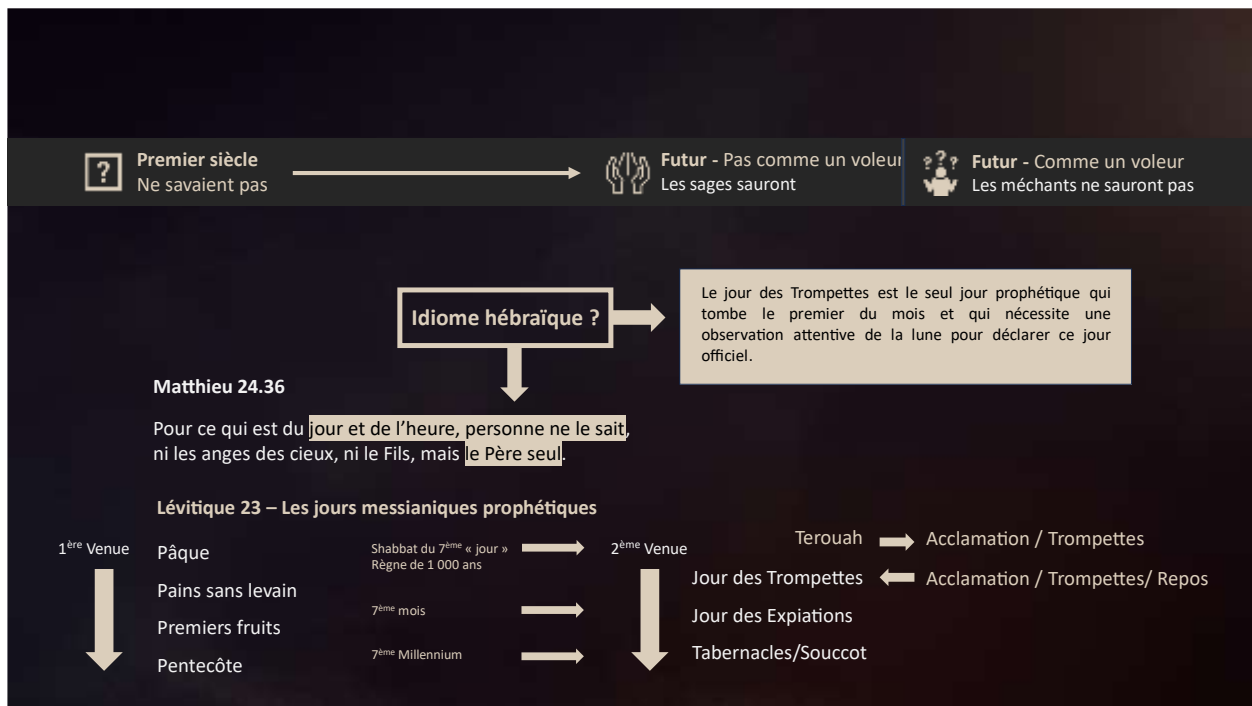 Premier siècle
Ne savaient pas
Futur - Pas comme un voleur
Les sages sauront
Futur - Comme un voleur
Les méchants ne sauront pas
Idiome hébraïque ?
Le jour des Trompettes est le seul jour prophétique qui
tombe le premier du mois et qui nécessite une
observation attentive de la lune pour déclarer ce jour
officiel.
Matthieu 24.36
Pour ce qui est du jour et de l’heure, personne ne le sait,
ni les anges des cieux, ni le Fils, mais le Père seul.
Lévitique 23 – Les jours messianiques prophétiques
1ère Venue
Pâque
Pains sans levain
Premiers fruits
Pentecôte
Shabbat du 7ème « jour »
Règne de 1 000 ans
7ème mois
7ème Millennium
2ème Venue
Terouah
Acclamation / Trompettes
Jour des Trompettes
Acclamation / Trompettes/ Repos
Jour des Expiations
Tabernacles/Souccot